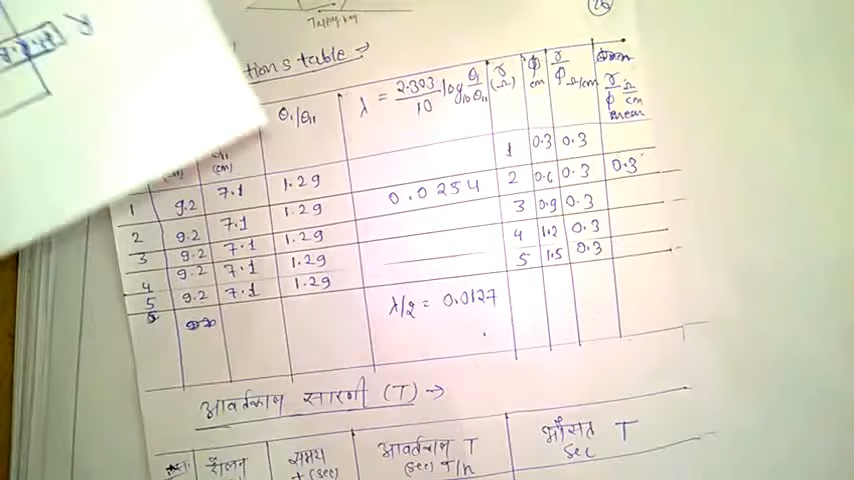 Tapping key
26
tions table →
θ₁/θ₁₁ λ = 2.303/10 log₁₀ θ₁/θ₁₁ r (Ω) φ cm r/φ Ω/cm r/φ Ω/cm mean
(cm)
1 9.2 7.1 1.29 1 0.3 0.3
2 9.2 7.1 1.29 0.0254 2 0.6 0.3 0.3
3 9.2 7.1 1.29 3 0.9 0.3
4 9.2 7.1 1.29 4 1.2 0.3
5 9.2 7.1 1.29 5 1.5 0.3
λ/2 = 0.0127
आवर्तकाल सारणी (T) →
दोलन समय t (sec) आवर्तकाल T (sec) T/n औसत T sec